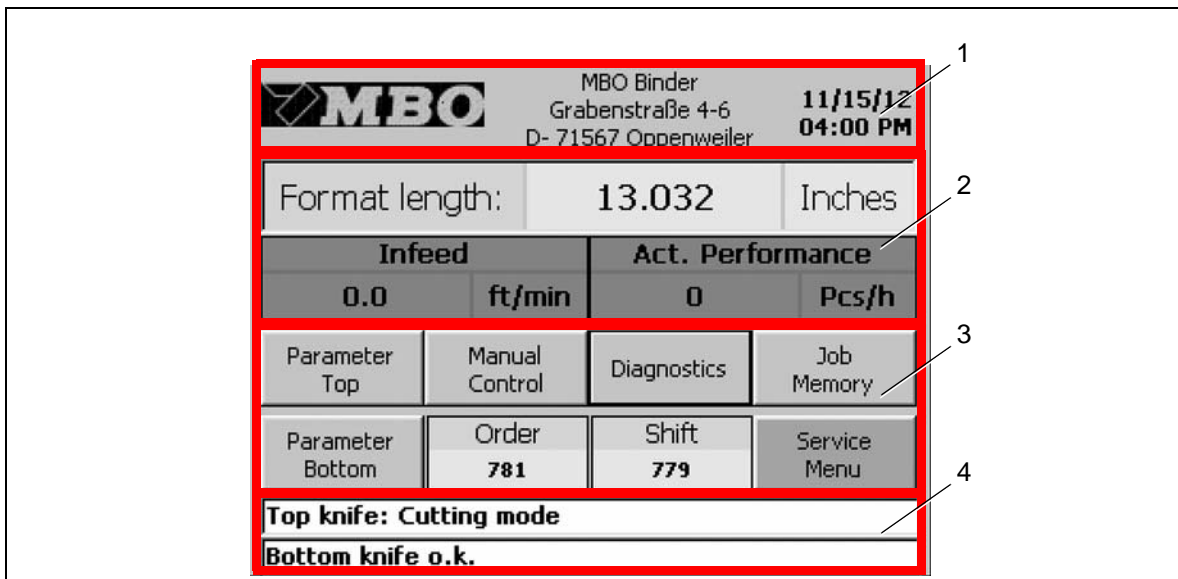 MBO
MBO Binder
Grabenstraße 4-6
D- 71567 Oppenweiler
11/15/12
04:00 PM
1
Format length: 13.032 Inches
2
Infeed Act. Performance
0.0 ft/min 0 Pcs/h
Parameter Top
Manual Control
Diagnostics
Job Memory
3
Parameter Bottom
Order
781
Shift
779
Service Menu
4
Top knife: Cutting mode
Bottom knife o.k.